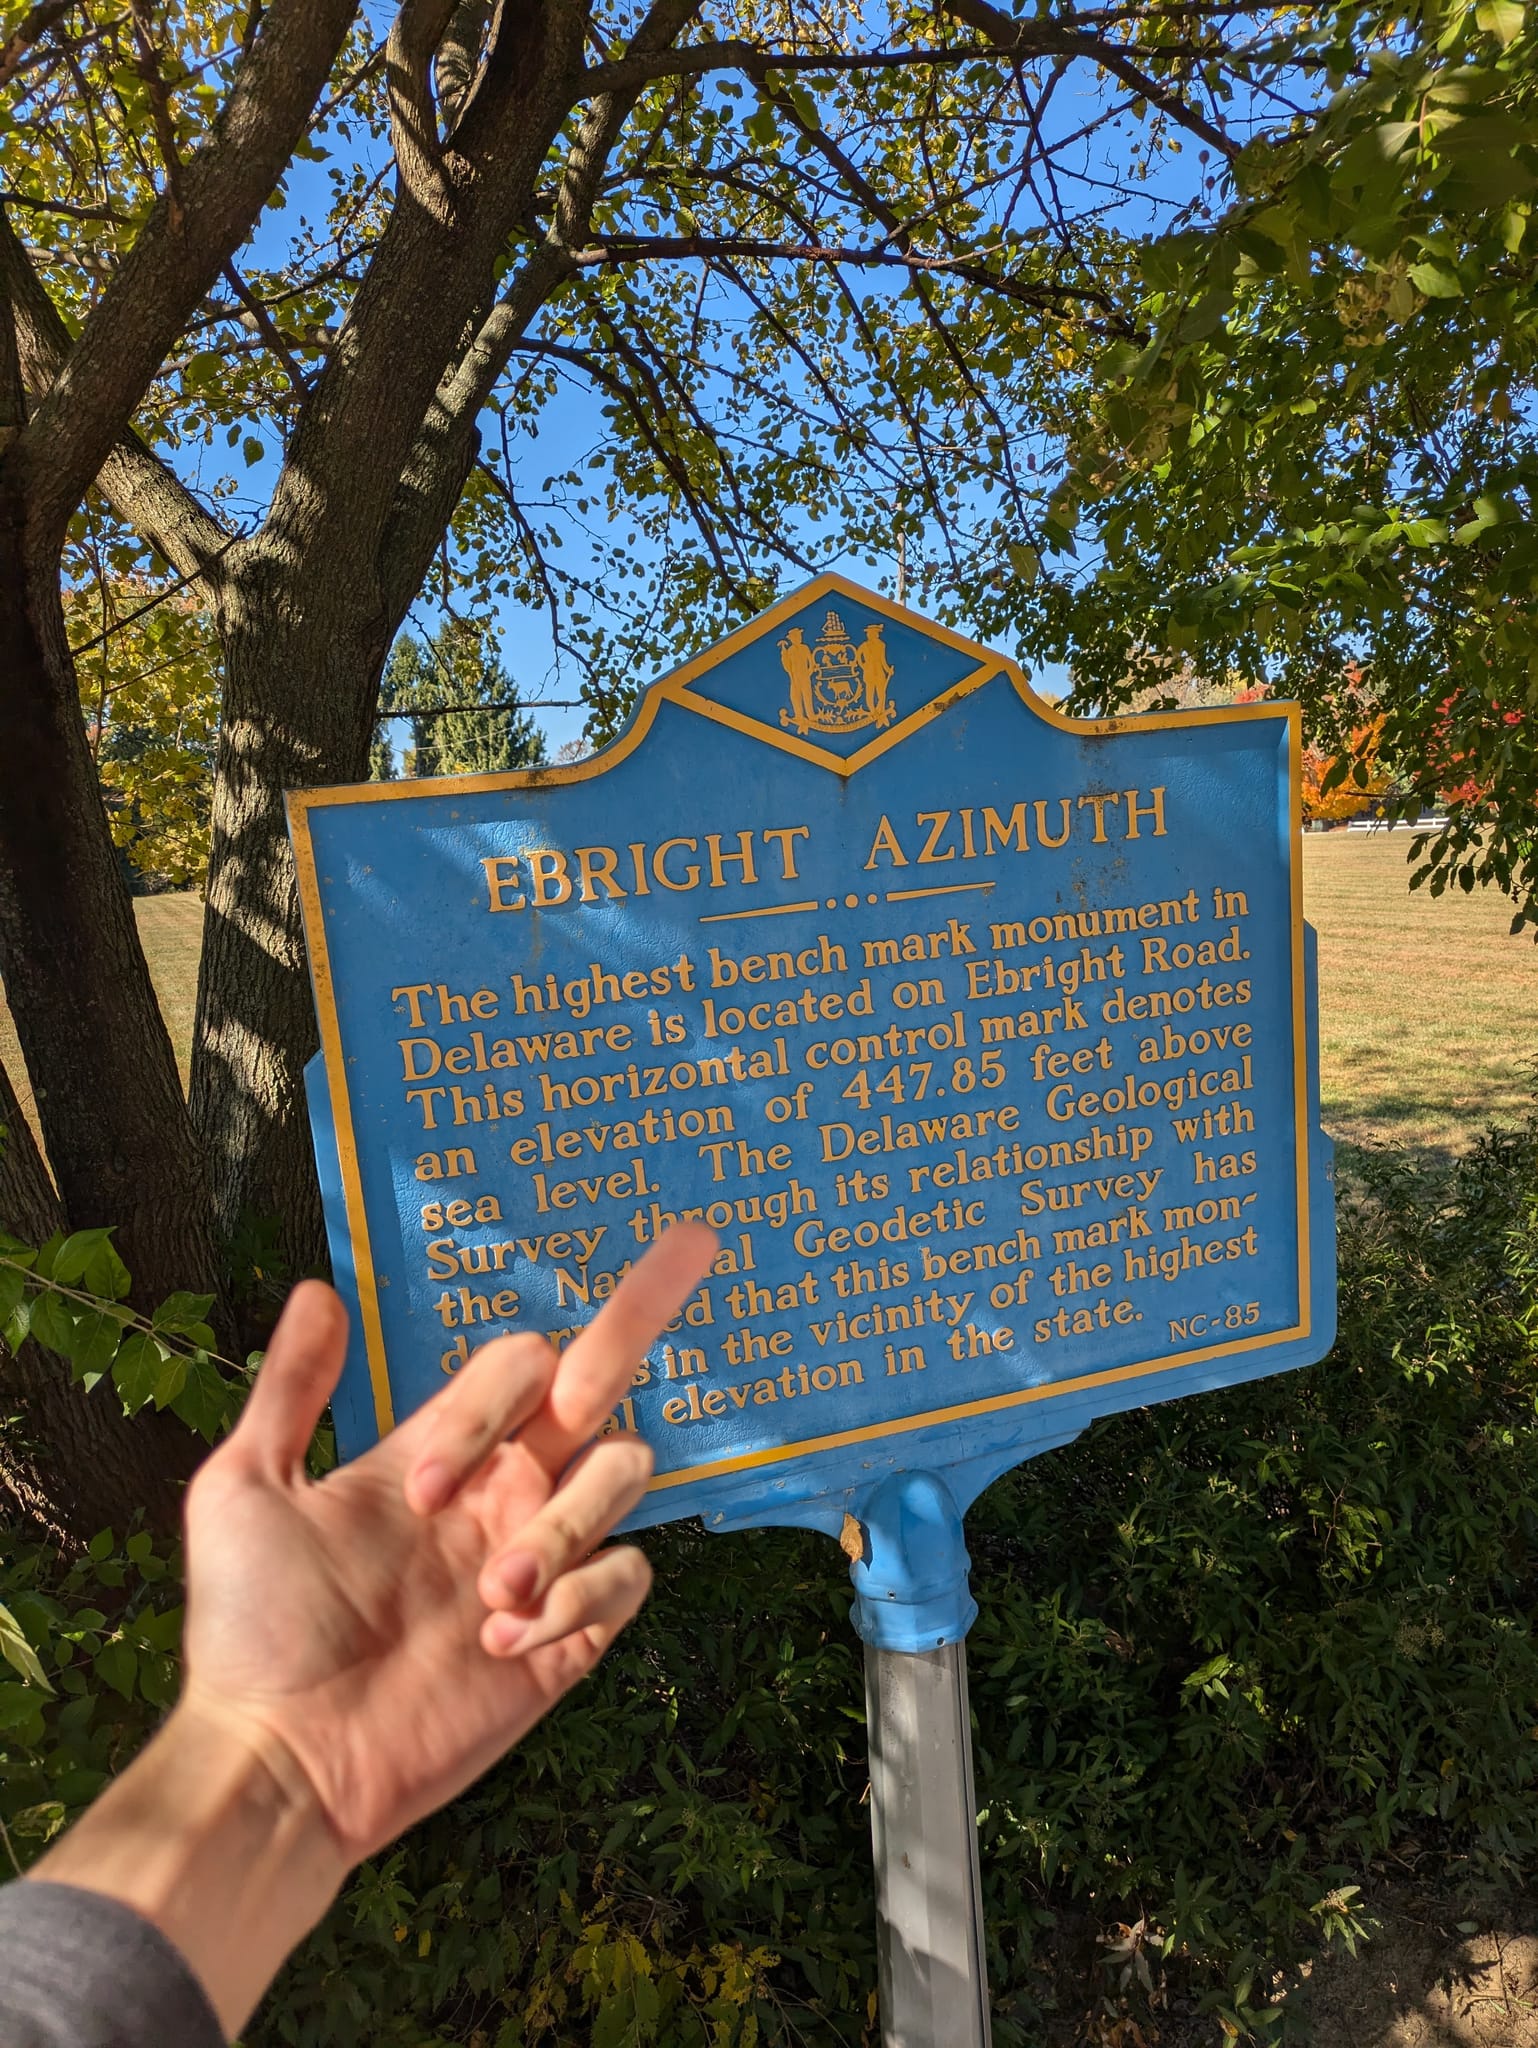 EBRIGHT AZIMUTH
The highest bench mark monument in
Delaware is located on Ebright Road.
This horizontal control mark denotes
an elevation of 447.85 feet above
sea level. The Delaware Geological
Survey through its relationship with
the National Geodetic Survey has
that this bench mark mon-
in the vicinity of the highest
elevation in the state.
NC-85